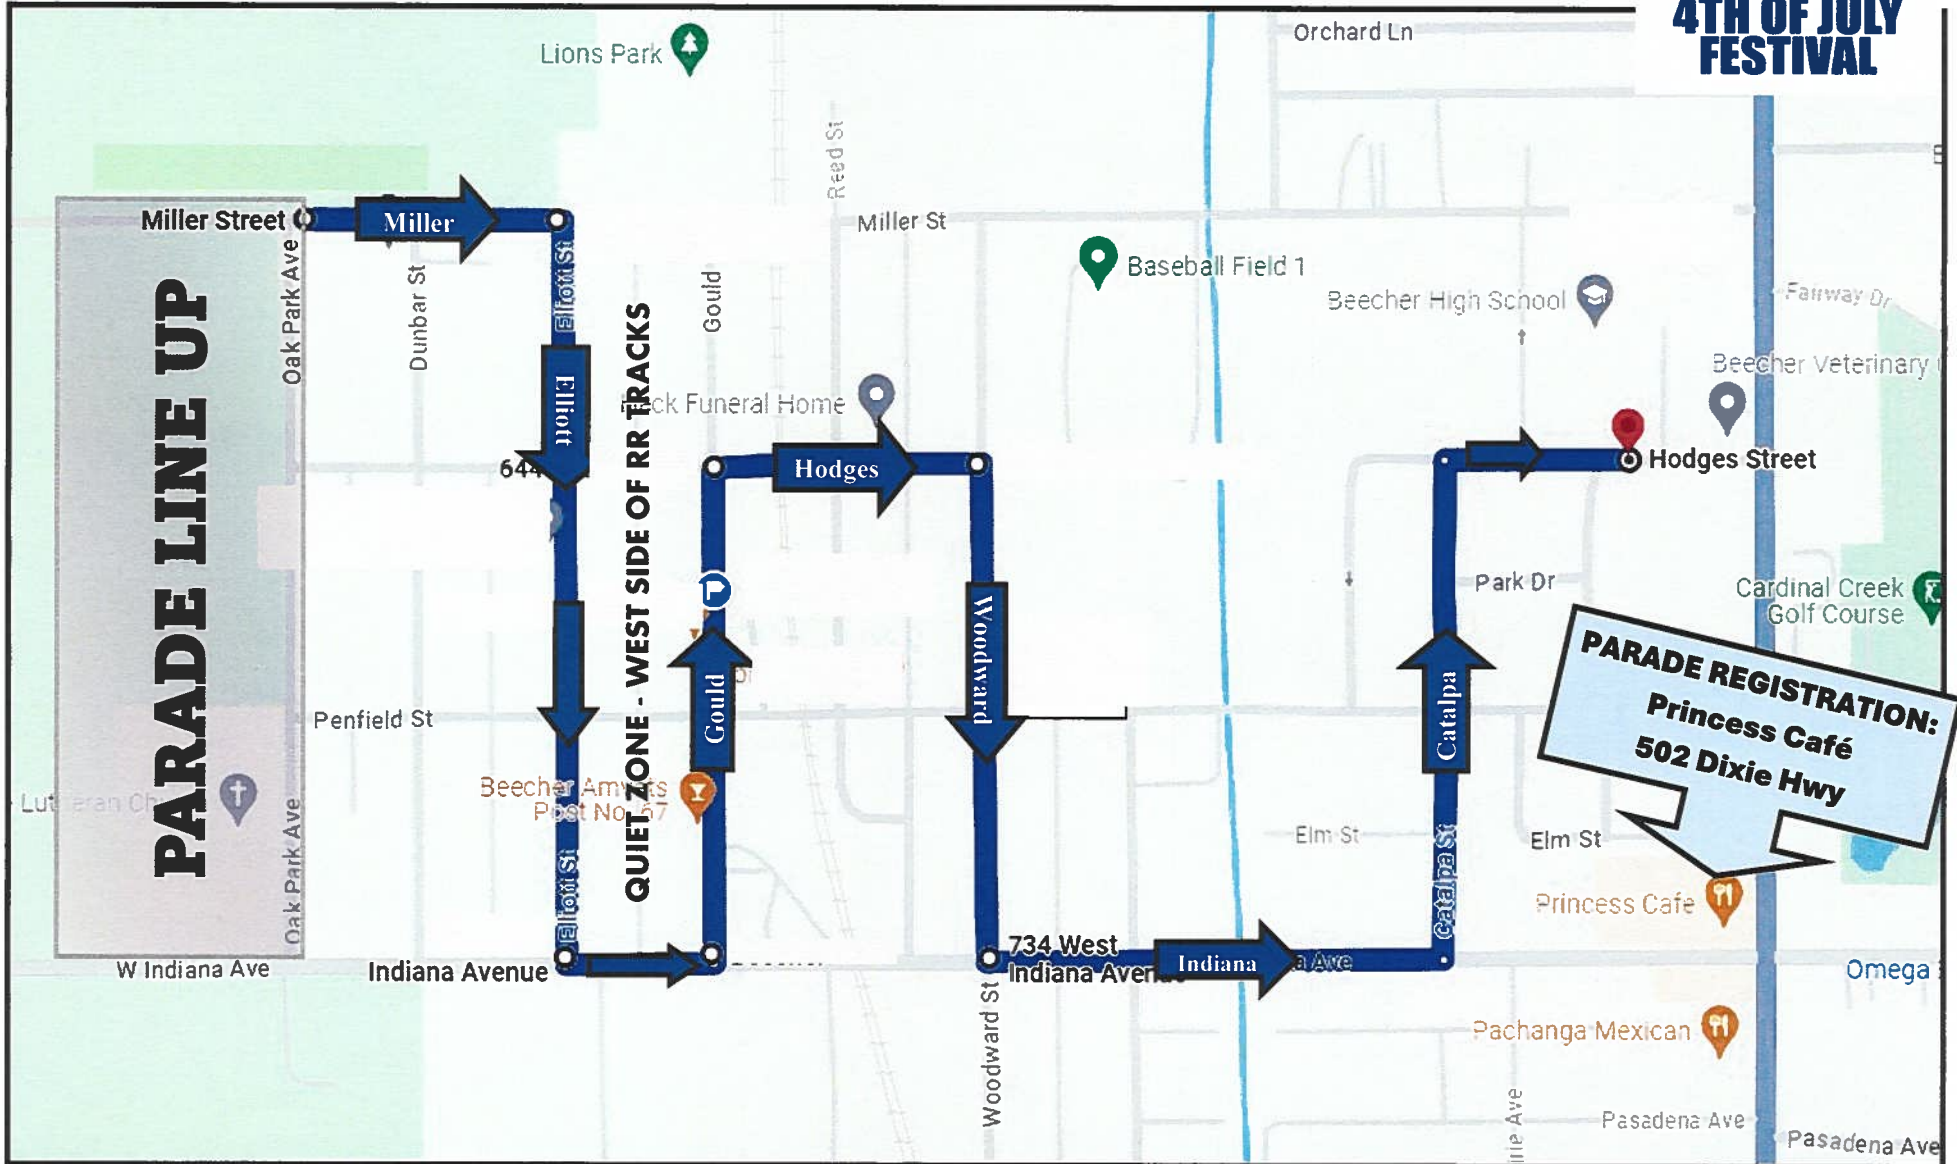 4TH OF JULY
FESTIVAL
Orchard Ln
Lions Park
Reed St
Miller Street
Miller
Miller St
Elliott St
Oak Park Ave
Dunbar St
Gould
Baseball Field 1
Beecher High School
Fairway Dr
Beecher Veterinary
PARADE LINE UP
QUIET ZONE - WEST SIDE OF RR TRACKS
Elliott
Funeral Home
Hodges
Hodges Street
Woodward
Park Dr
Cardinal Creek
Golf Course
PARADE REGISTRATION:
Princess Café
502 Dixie Hwy
Gould
Catalpa
Penfield St
Beecher Amvets
Post No. 67
Lutheran
Oak Park Ave
Elliott St
Elm St
Elm St
Catalpa St
Princess Cafe
W Indiana Ave
Indiana Avenue
734 West
Indiana Avenue
Indiana
Ave
Omega
Woodward St
Pachanga Mexican
Pasadena Ave
Pasadena Ave